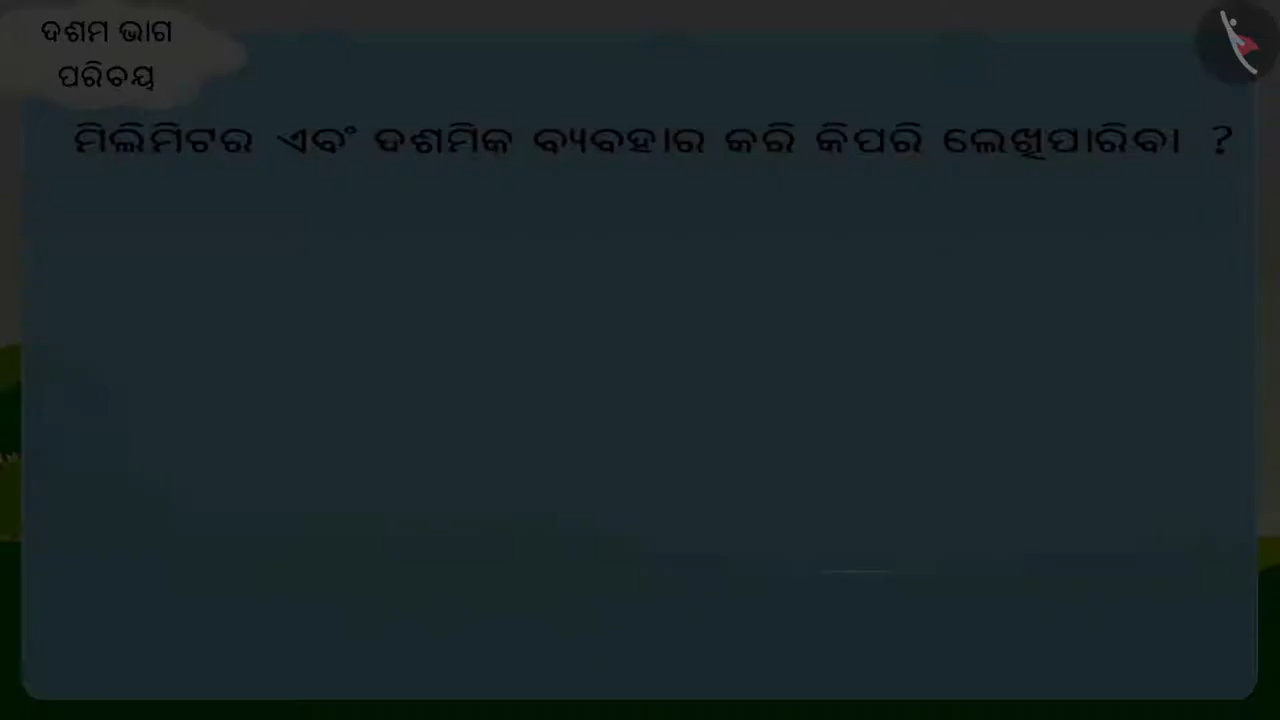 ଦଶମ ଭାଗ
ପରିଚୟ
ମିଲିମିଟର ଏବଂ ଦଶମିକ ବ୍ୟବହାର କରି କିପରି ଲେଖିପାରିବା ?